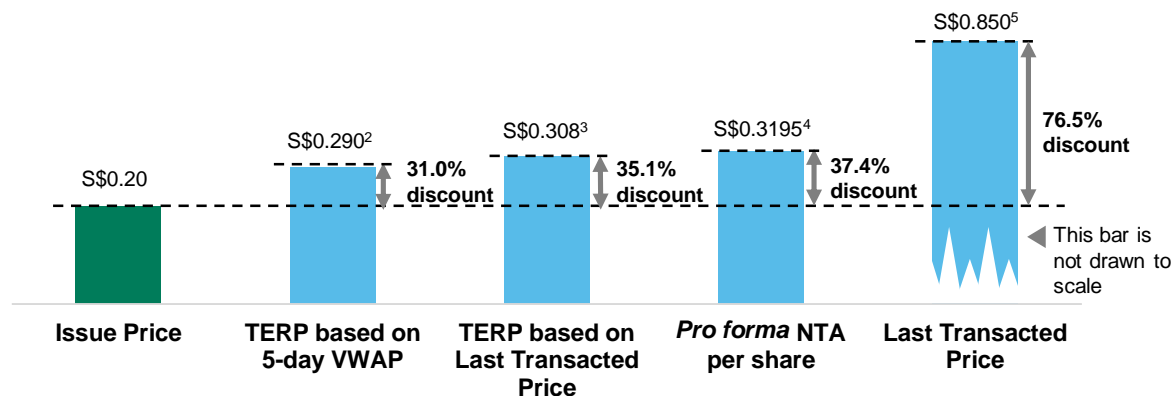 S$0.20
S$0.290²
31.0%
discount
S$0.308³
35.1%
discount
S$0.3195⁴
37.4%
discount
S$0.850⁵
76.5%
discount
This bar is
not drawn to
scale
Issue Price
TERP based on
5-day VWAP
TERP based on
Last Transacted
Price
Pro forma NTA
per share
Last Transacted
Price